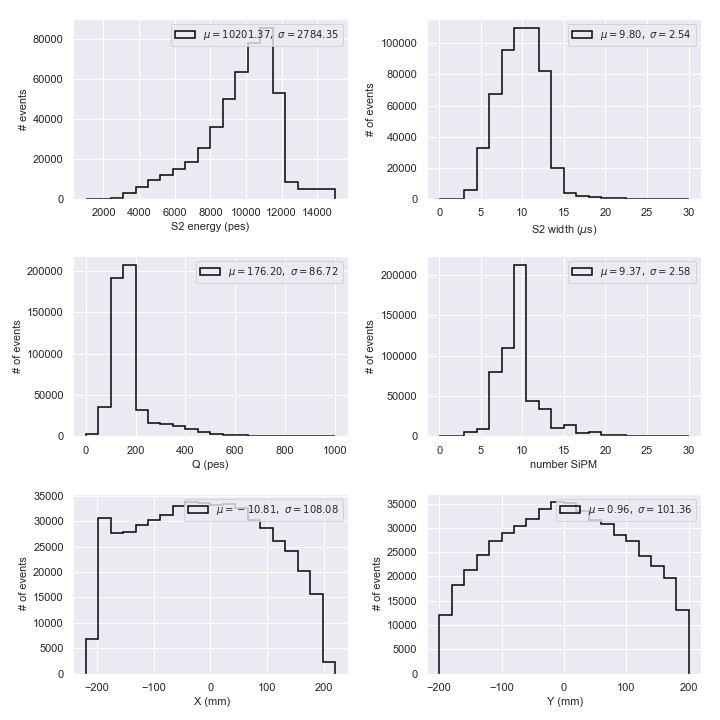 μ = 10201.37, σ = 2784.35
80000
60000
40000
20000
0
# events
2000 4000 6000 8000 10000 12000 14000
S2 energy (pes)
μ = 9.80, σ = 2.54
100000
80000
60000
40000
20000
0
# of events
0 5 10 15 20 25 30
S2 width (μs)
μ = 176.20, σ = 86.72
200000
150000
100000
50000
0
# of events
0 200 400 600 800 1000
Q (pes)
μ = 9.37, σ = 2.58
200000
150000
100000
50000
0
# of events
0 5 10 15 20 25 30
number SiPM
μ = −10.81, σ = 108.08
35000
30000
25000
20000
15000
10000
5000
0
# of events
−200 −100 0 100 200
X (mm)
μ = 0.96, σ = 101.36
35000
30000
25000
20000
15000
10000
5000
0
# of events
−200 −100 0 100 200
Y (mm)